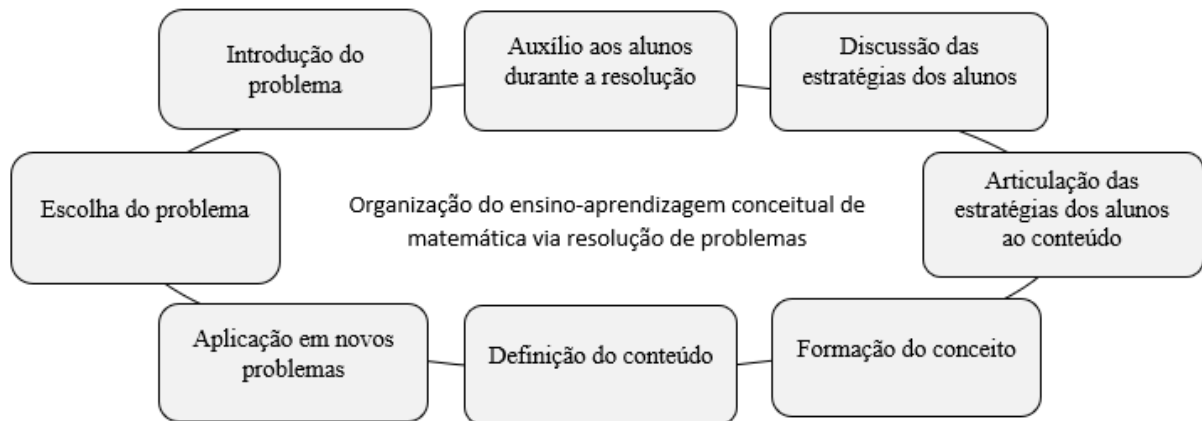 Introdução do
problema
Auxílio aos alunos
durante a resolução
Discussão das
estratégias dos alunos
Escolha do problema
Organização do ensino-aprendizagem conceitual de
matemática via resolução de problemas
Articulação das
estratégias dos alunos
ao conteúdo
Aplicação em novos
problemas
Definição do conteúdo
Formação do conceito